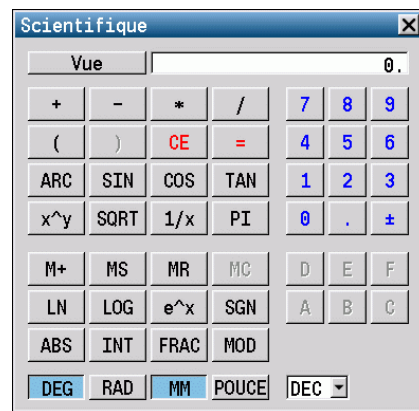 Scientifique
Vue 0.
+ - * / 7 8 9
( ) CE = 4 5 6
ARC SIN COS TAN 1 2 3
x^y SQRT 1/x PI 0 . ±
M+ MS MR MC D E F
LN LOG e^x SGN A B C
ABS INT FRAC MOD
DEG RAD MM POUCE DEC